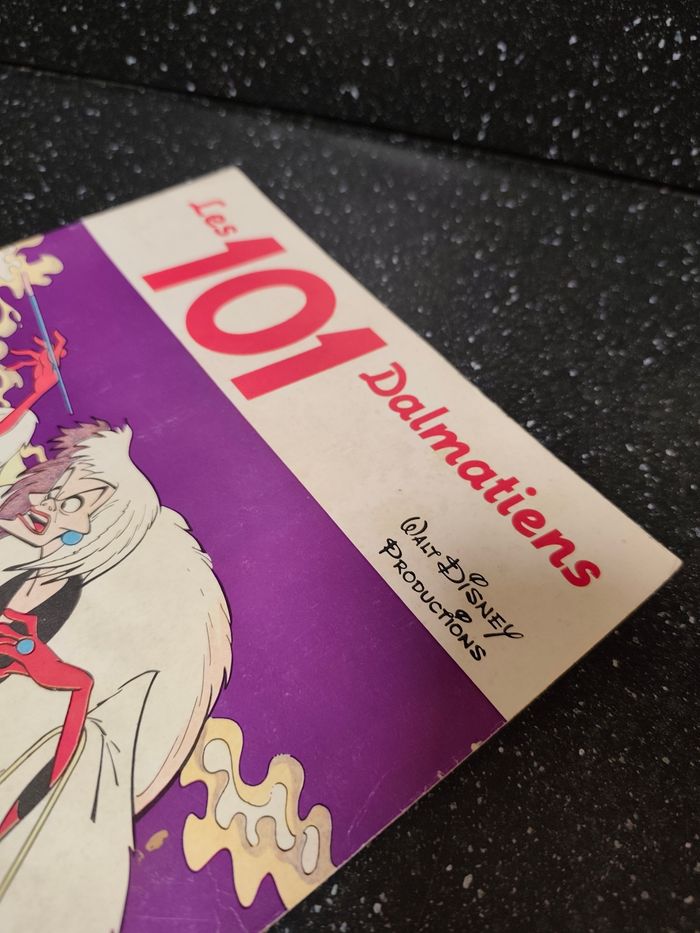 Les
101
Dalmatiens
Walt Disney
Productions